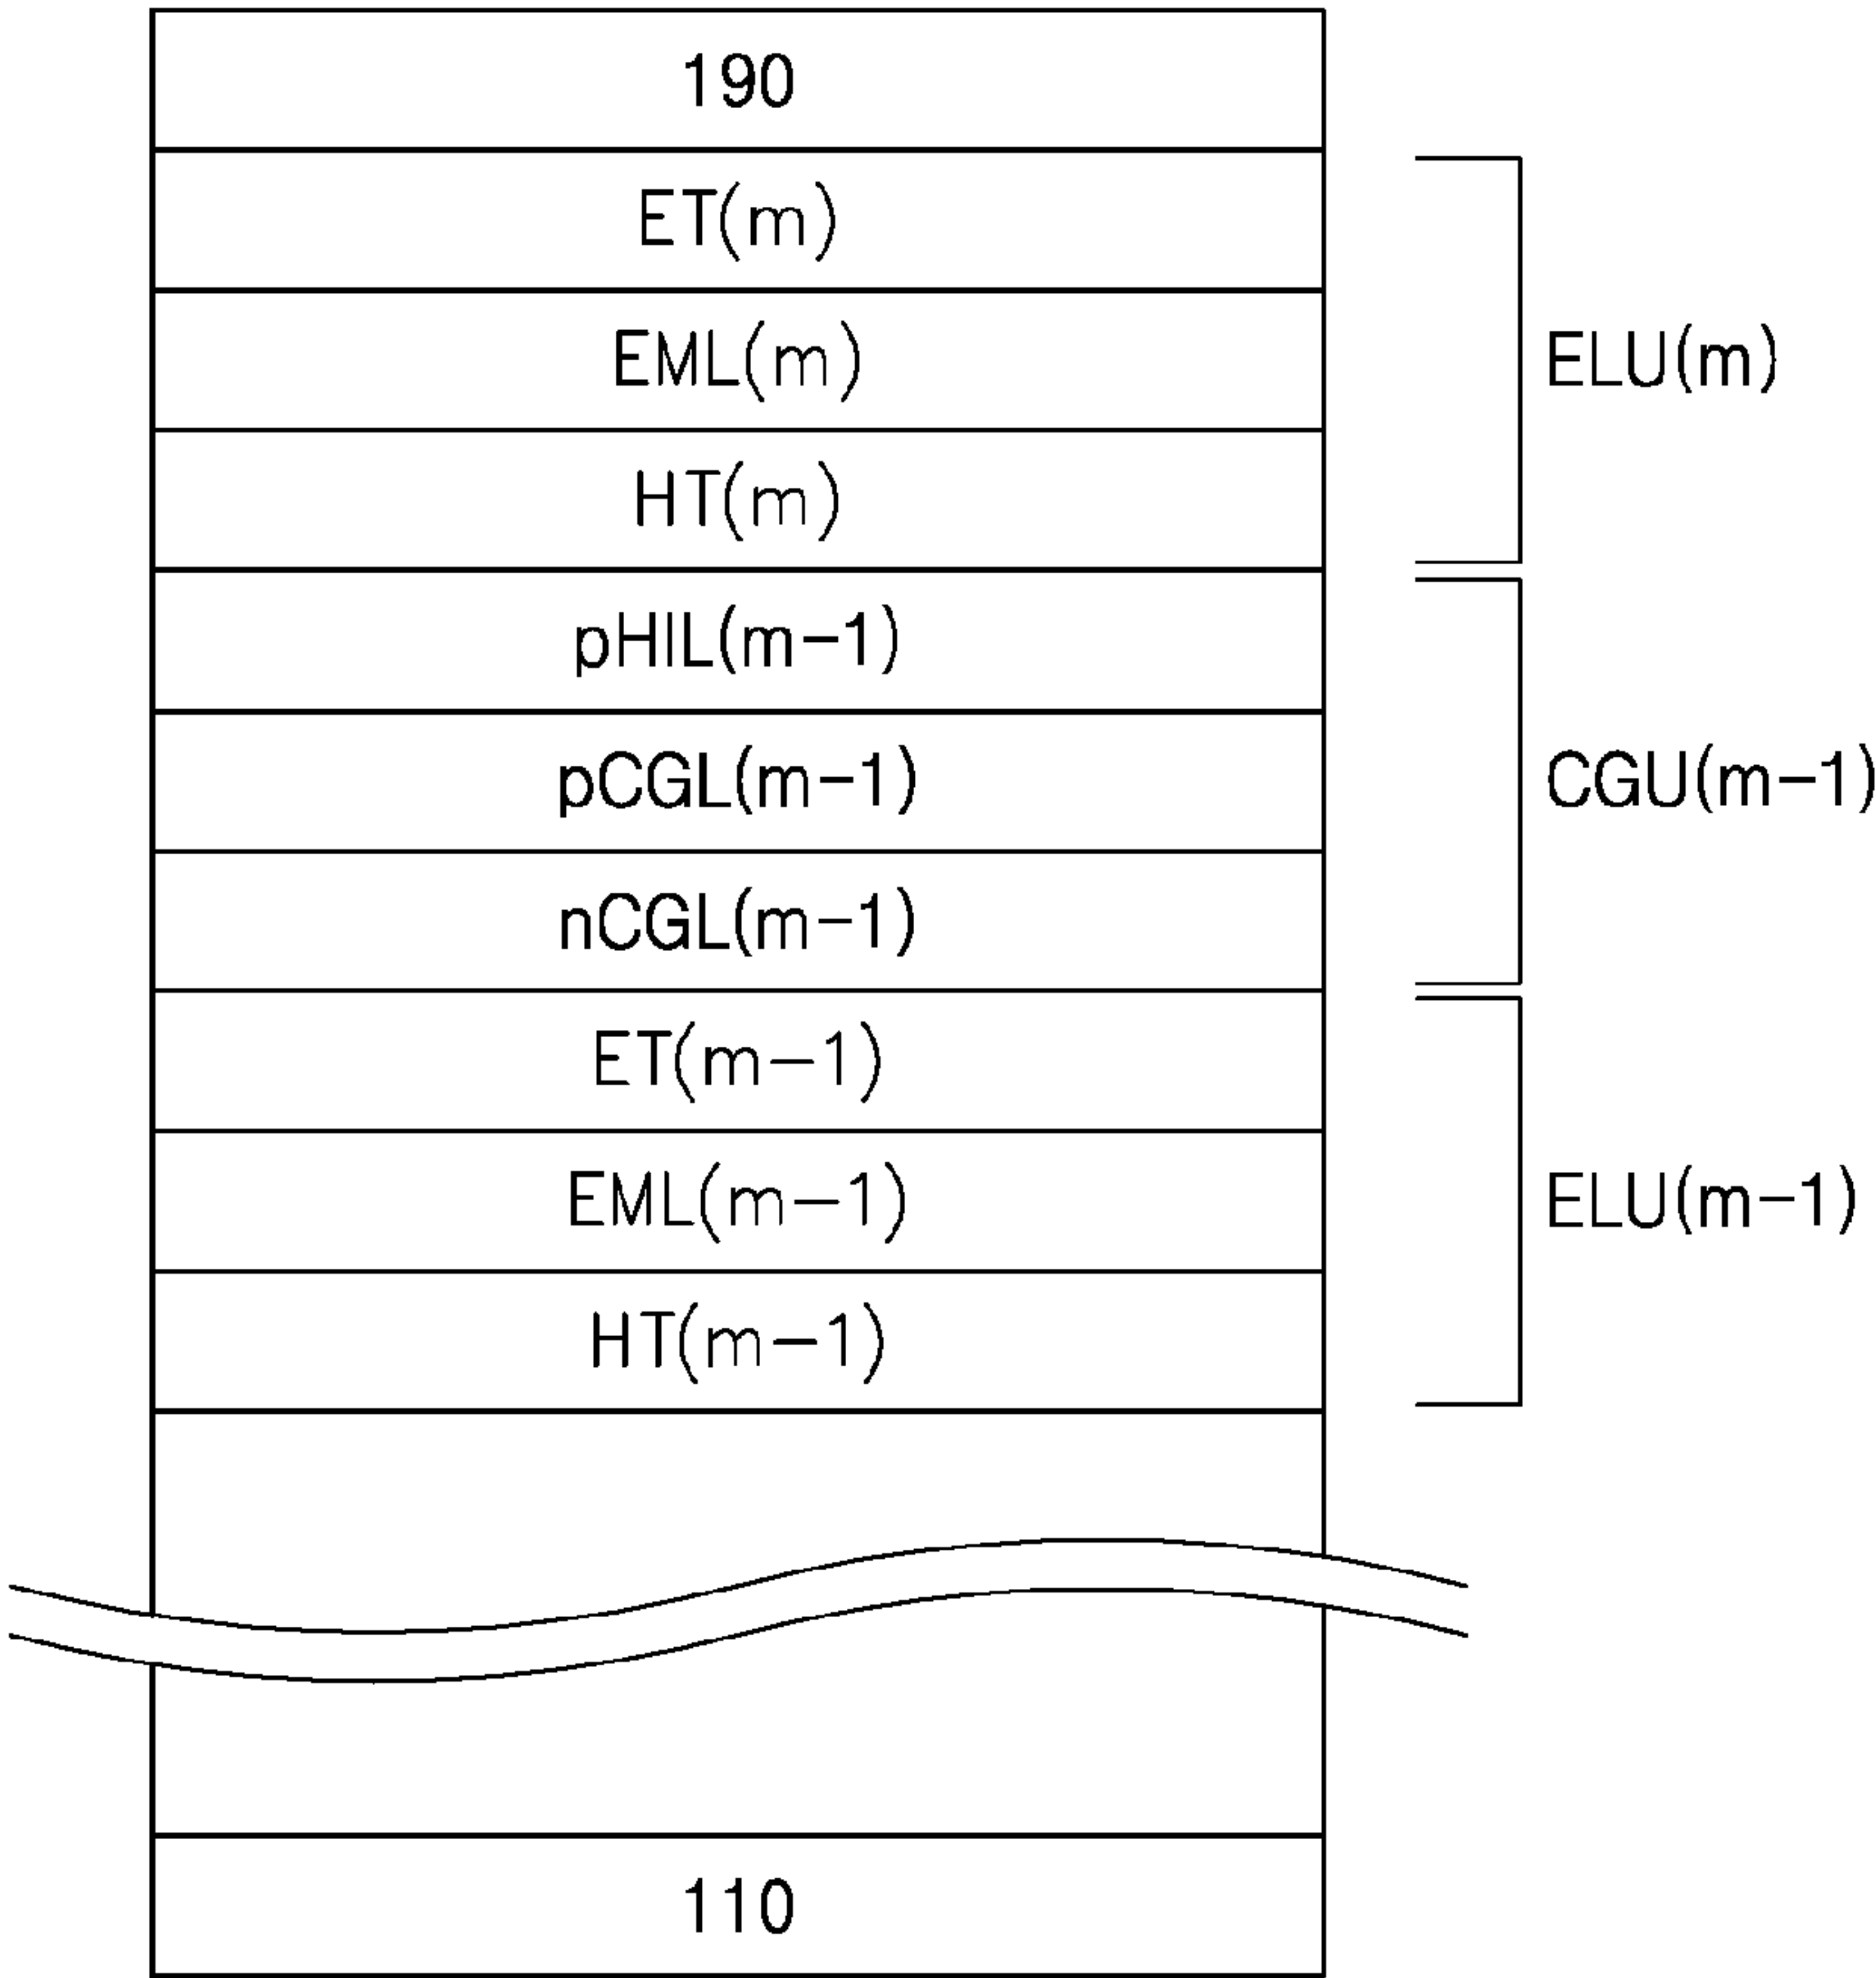 190
ET(m)
EML(m)
ELU(m)
HT(m)
pHIL(m-1)
pCGL(m-1)
CGU(m-1)
nCGL(m-1)
ET(m-1)
EML(m-1)
ELU(m-1)
HT(m-1)
110